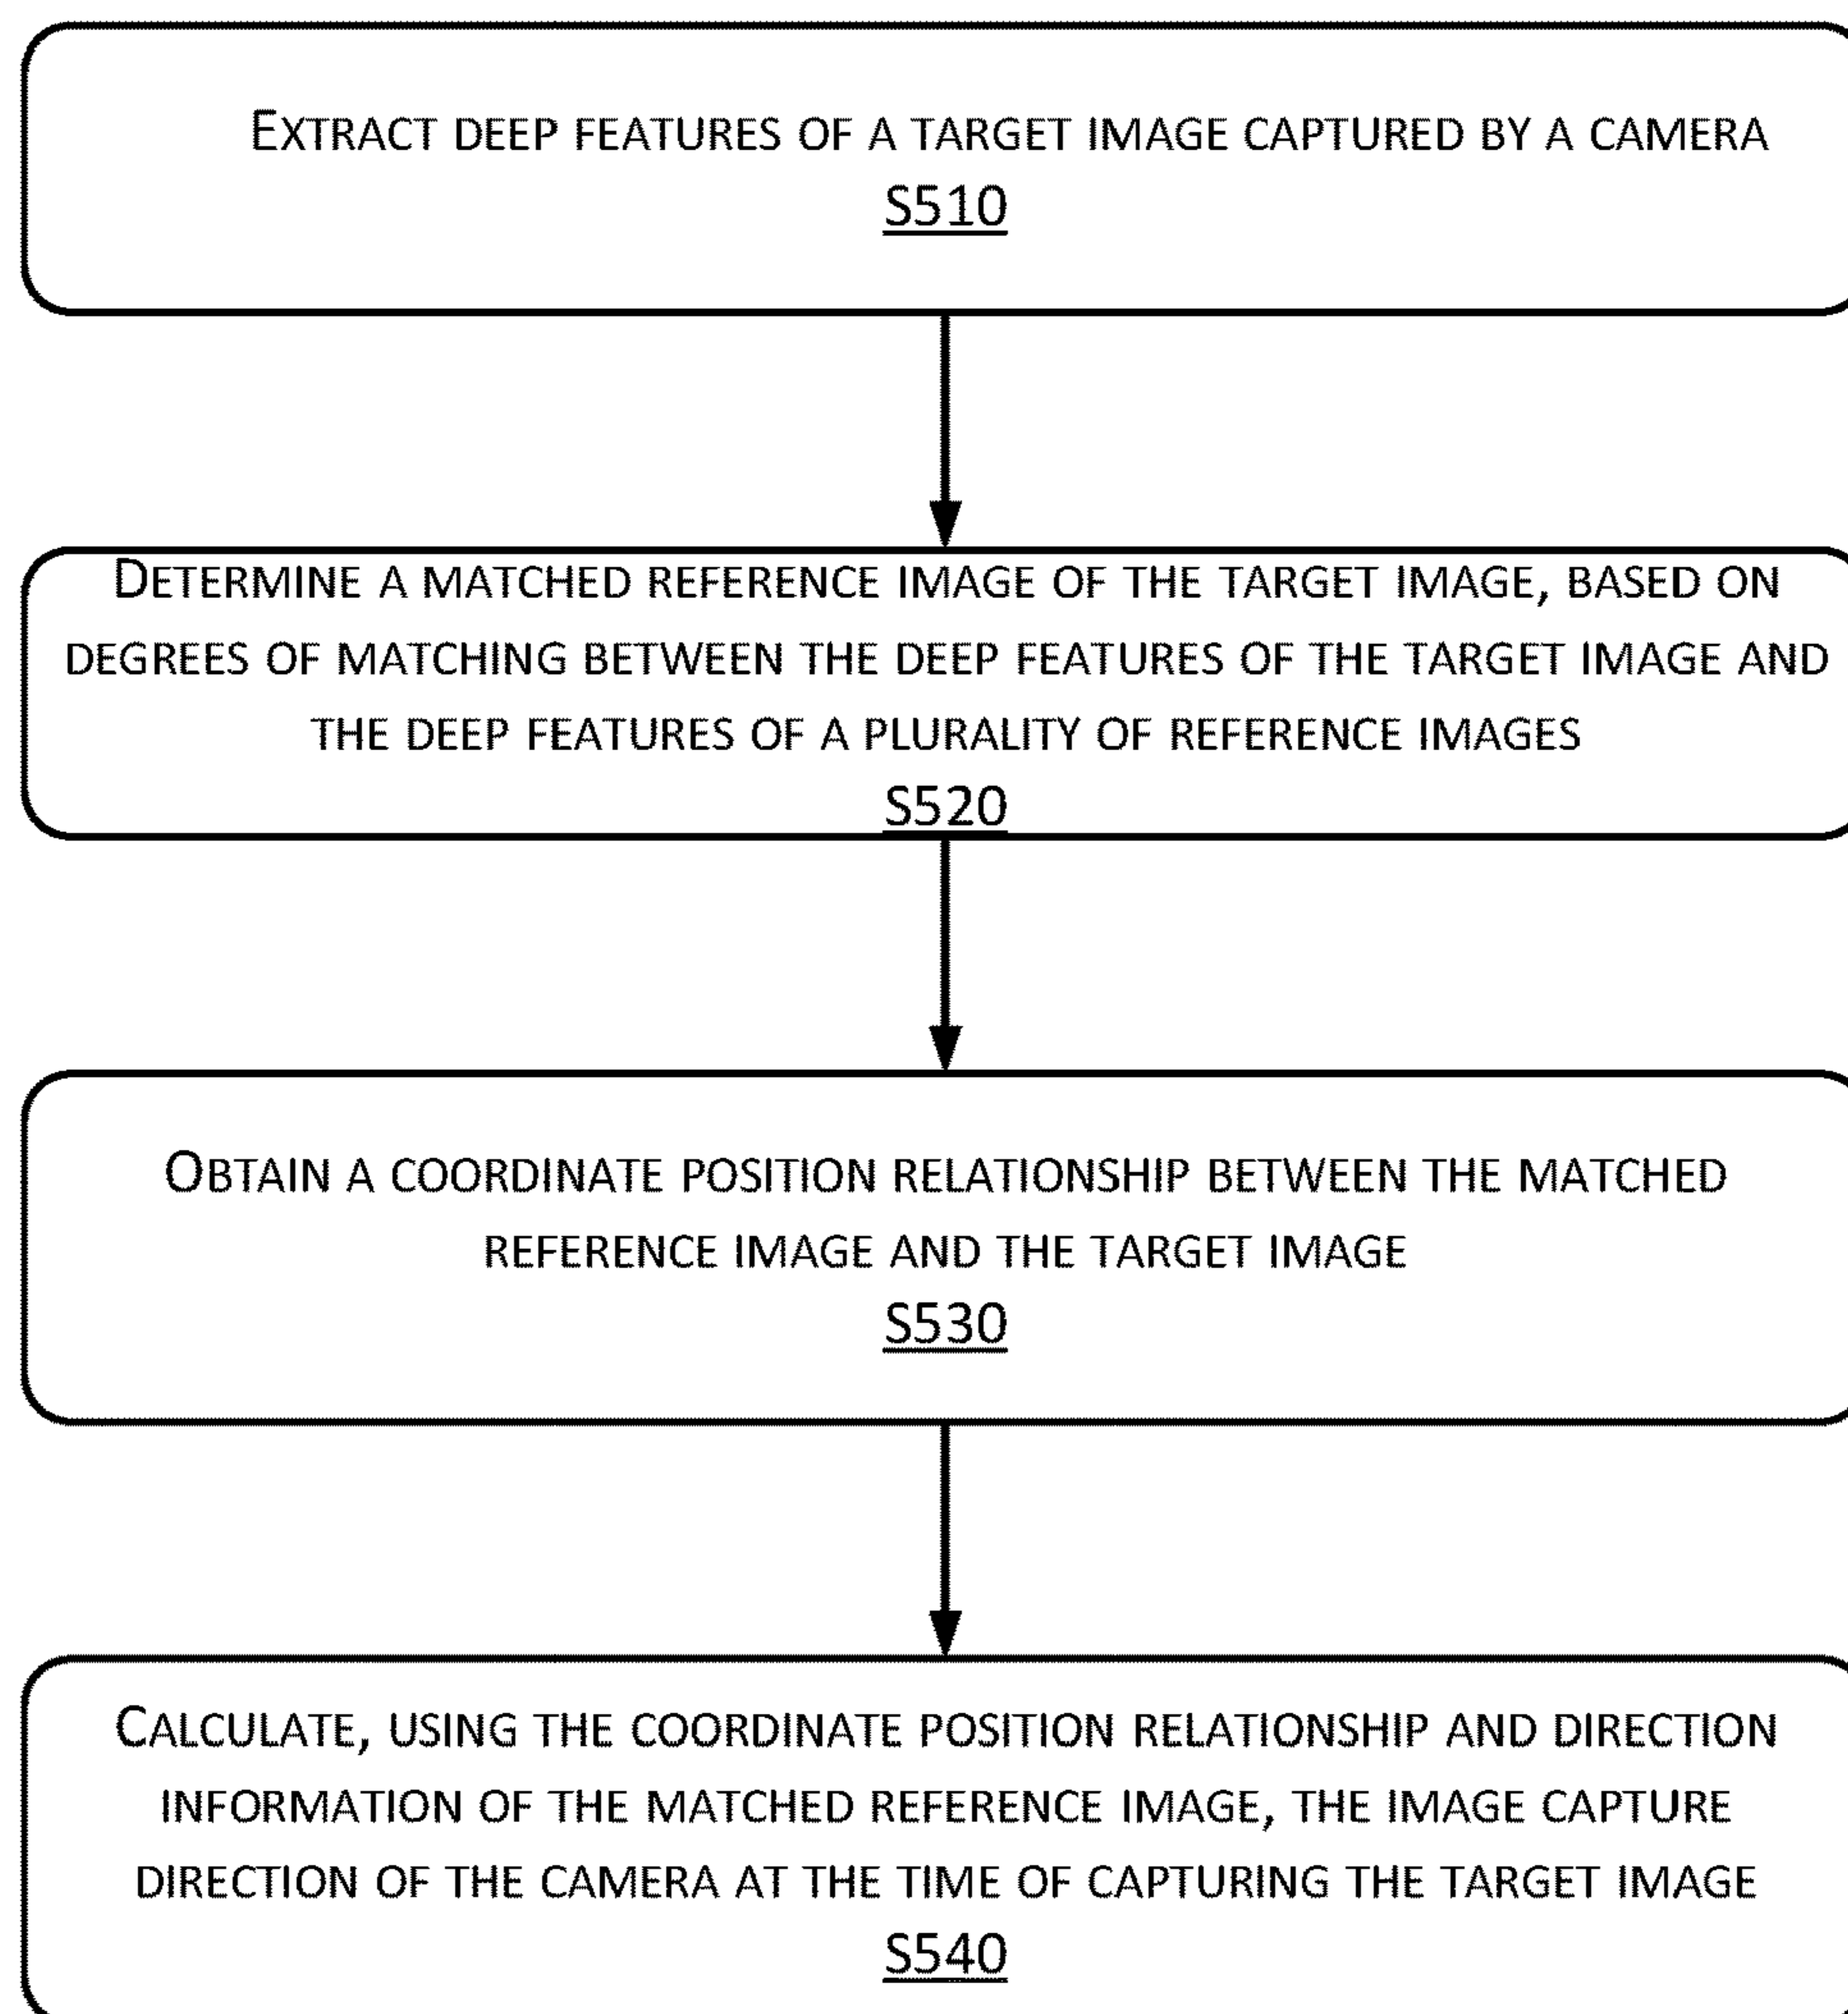 EXTRACT DEEP FEATURES OF A TARGET IMAGE CAPTURED BY A CAMERA
S510
DETERMINE A MATCHED REFERENCE IMAGE OF THE TARGET IMAGE, BASED ON
DEGREES OF MATCHING BETWEEN THE DEEP FEATURES OF THE TARGET IMAGE AND
THE DEEP FEATURES OF A PLURALITY OF REFERENCE IMAGES
S520
OBTAIN A COORDINATE POSITION RELATIONSHIP BETWEEN THE MATCHED
REFERENCE IMAGE AND THE TARGET IMAGE
S530
CALCULATE, USING THE COORDINATE POSITION RELATIONSHIP AND DIRECTION
INFORMATION OF THE MATCHED REFERENCE IMAGE, THE IMAGE CAPTURE
DIRECTION OF THE CAMERA AT THE TIME OF CAPTURING THE TARGET IMAGE
S540